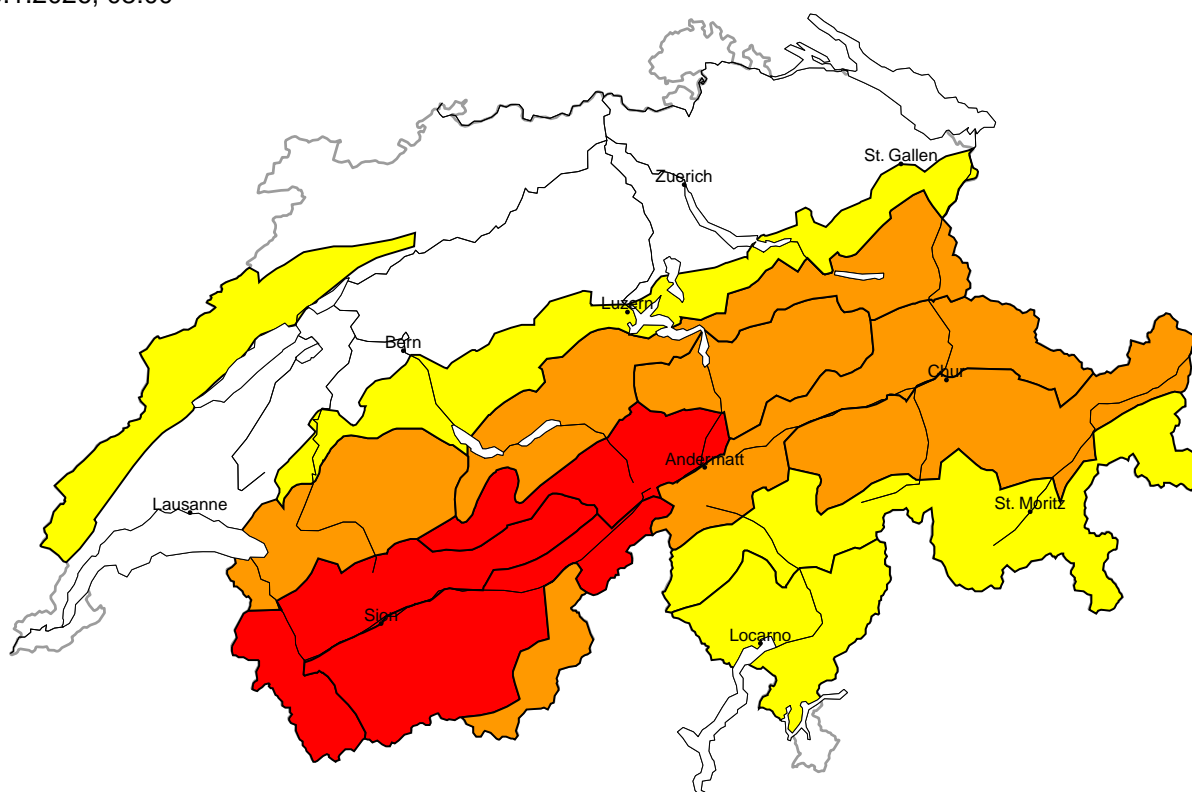 St. Gallen
Zuerich
Luzern
Bern
Chur
Andermatt
Lausanne
St. Moritz
Sion
Locarno